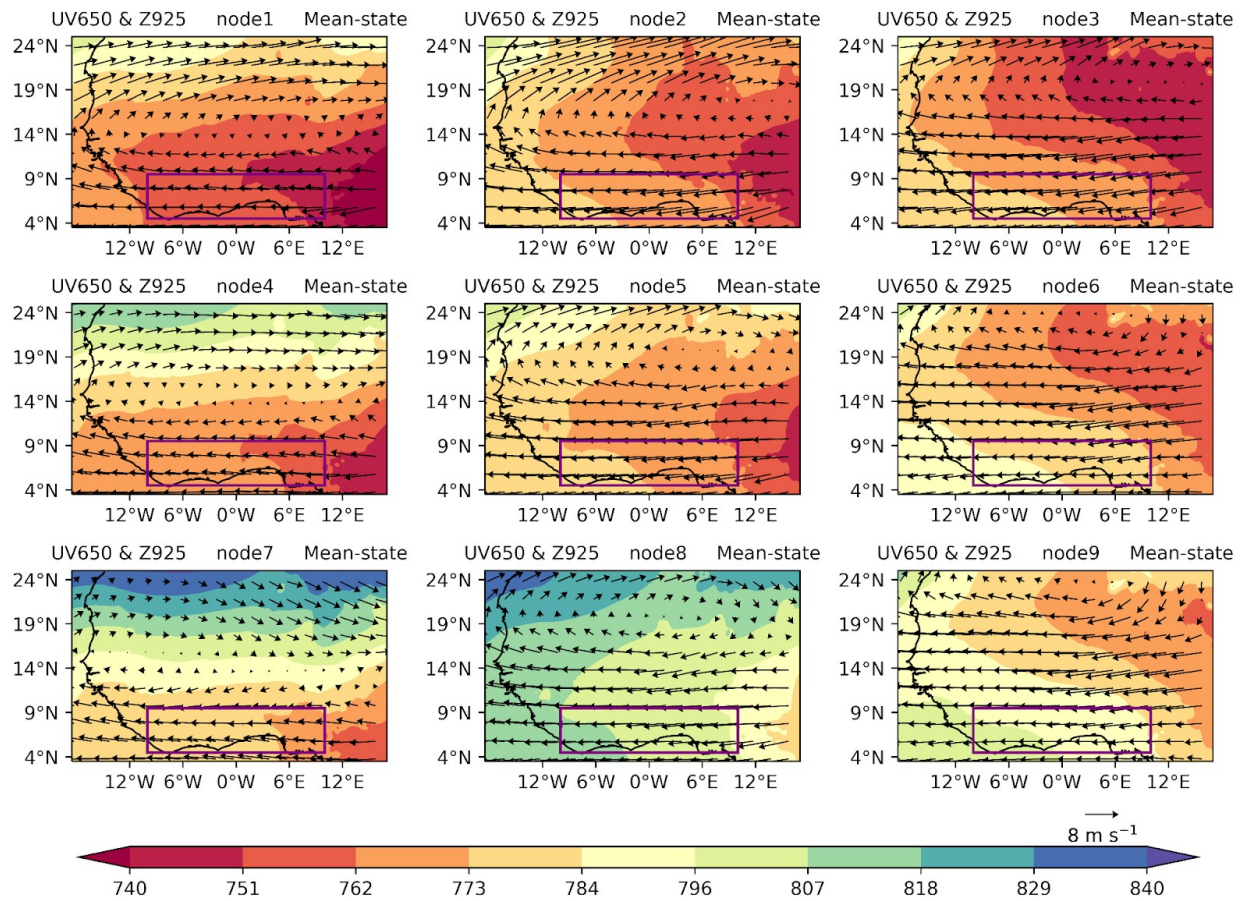 UV650 & Z925 node1 Mean-state
UV650 & Z925 node2 Mean-state
UV650 & Z925 node3 Mean-state
24°N
19°N
14°N
9°N
4°N
24°N
19°N
14°N
9°N
4°N
24°N
19°N
14°N
9°N
4°N
12°W 6°W 0°W 6°E 12°E
12°W 6°W 0°W 6°E 12°E
12°W 6°W 0°W 6°E 12°E
UV650 & Z925 node4 Mean-state
UV650 & Z925 node5 Mean-state
UV650 & Z925 node6 Mean-state
24°N
19°N
14°N
9°N
4°N
24°N
19°N
14°N
9°N
4°N
24°N
19°N
14°N
9°N
4°N
12°W 6°W 0°W 6°E 12°E
12°W 6°W 0°W 6°E 12°E
12°W 6°W 0°W 6°E 12°E
UV650 & Z925 node7 Mean-state
UV650 & Z925 node8 Mean-state
UV650 & Z925 node9 Mean-state
24°N
19°N
14°N
9°N
4°N
24°N
19°N
14°N
9°N
4°N
24°N
19°N
14°N
9°N
4°N
12°W 6°W 0°W 6°E 12°E
12°W 6°W 0°W 6°E 12°E
12°W 6°W 0°W 6°E 12°E
8 m s⁻¹
740 751 762 773 784 796 807 818 829 840